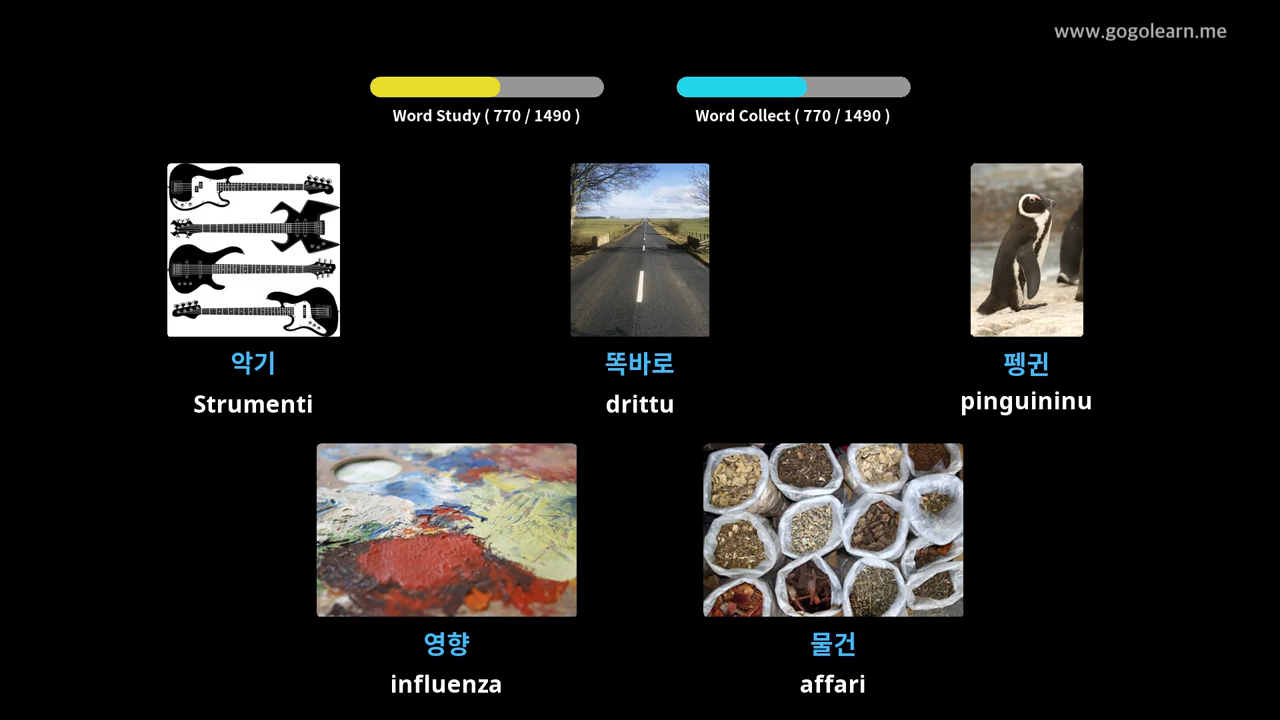 www.gogolearn.me
Word Study ( 770 / 1490 )
Word Collect ( 770 / 1490 )
악기
Strumenti
똑바로
drittu
펭귄
pinguininu
영향
influenza
물건
affari